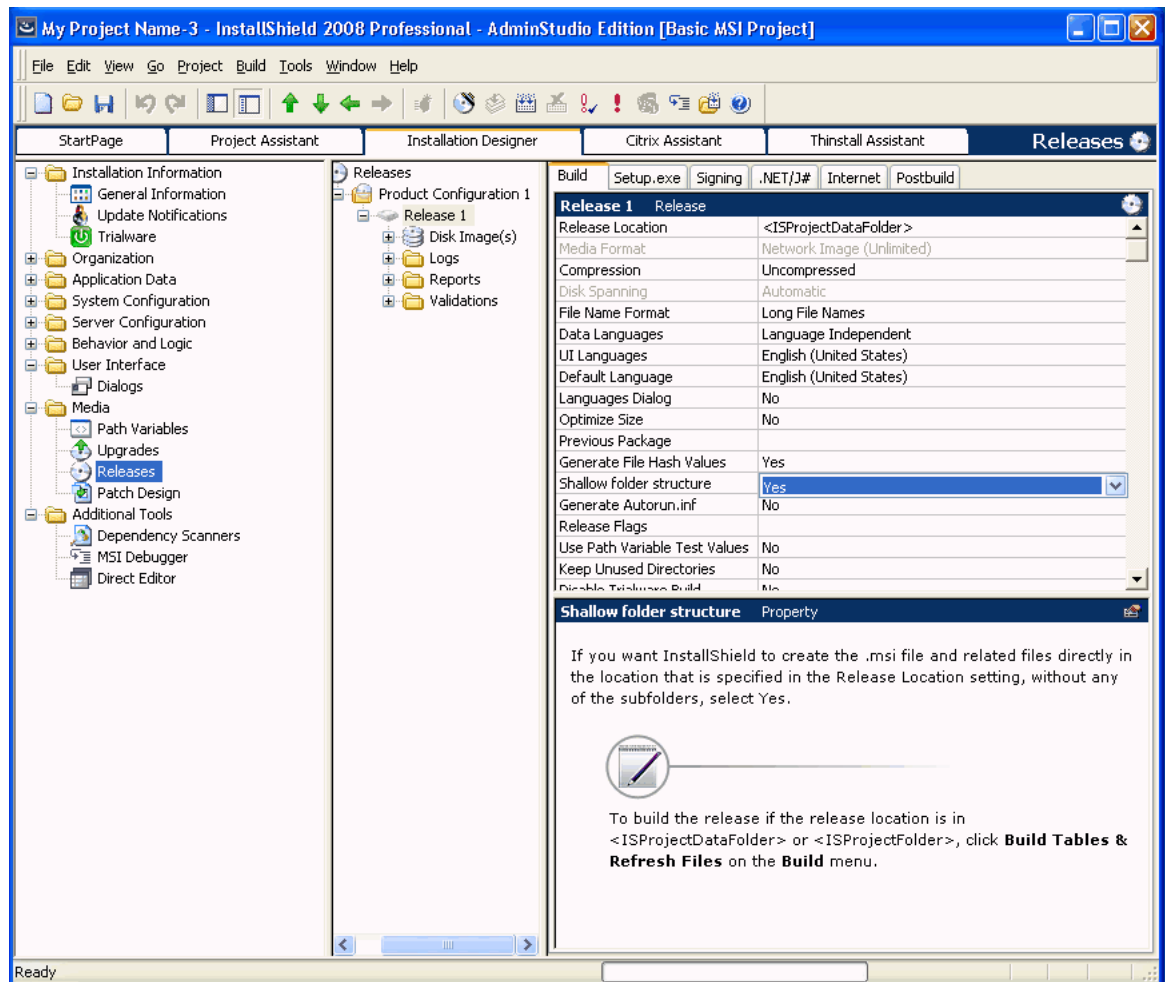 My Project Name-3 - InstallShield 2008 Professional - AdminStudio Edition [Basic MSI Project]
File Edit View Go Project Build Tools Window Help
StartPage Project Assistant Installation Designer Citrix Assistant Thinstall Assistant Releases
Installation Information
General Information
Update Notifications
Trialware
Organization
Application Data
System Configuration
Server Configuration
Behavior and Logic
User Interface
Dialogs
Media
Path Variables
Upgrades
Releases
Patch Design
Additional Tools
Dependency Scanners
MSI Debugger
Direct Editor
Releases
Product Configuration 1
Release 1
Disk Image(s)
Logs
Reports
Validations
Build Setup.exe Signing .NET/J# Internet Postbuild
Release 1 Release
Release Location <ISProjectDataFolder>
Media Format Network Image (Unlimited)
Compression Uncompressed
Disk Spanning Automatic
File Name Format Long File Names
Data Languages Language Independent
UI Languages English (United States)
Default Language English (United States)
Languages Dialog No
Optimize Size No
Previous Package
Generate File Hash Values Yes
Shallow folder structure Yes
Generate Autorun.inf No
Release Flags
Use Path Variable Test Values No
Keep Unused Directories No
Disable Trialware Build No
Shallow folder structure Property
If you want InstallShield to create the .msi file and related files directly in
the location that is specified in the Release Location setting, without any
of the subfolders, select Yes.
To build the release if the release location is in
<ISProjectDataFolder> or <ISProjectFolder>, click Build Tables &
Refresh Files on the Build menu.
Ready